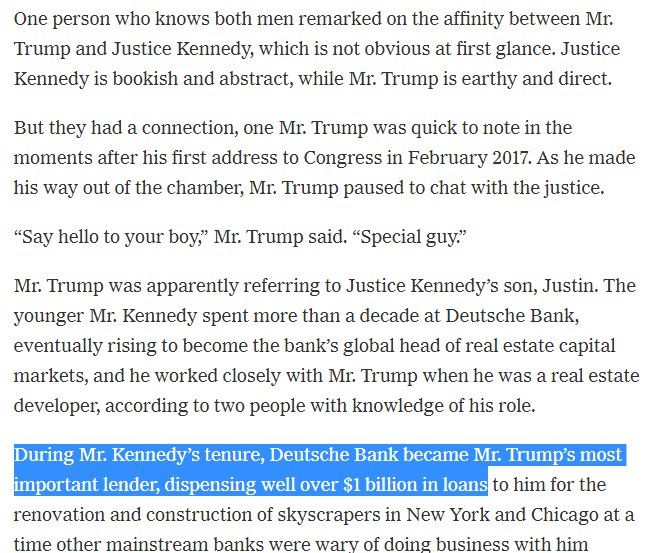 One person who knows both men remarked on the affinity between Mr.
Trump and Justice Kennedy, which is not obvious at first glance. Justice
Kennedy is bookish and abstract, while Mr. Trump is earthy and direct.
But they had a connection, one Mr. Trump was quick to note in the
moments after his first address to Congress in February 2017. As he made
his way out of the chamber, Mr. Trump paused to chat with the justice.
“Say hello to your boy,” Mr. Trump said. “Special guy.”
Mr. Trump was apparently referring to Justice Kennedy’s son, Justin. The
younger Mr. Kennedy spent more than a decade at Deutsche Bank,
eventually rising to become the bank’s global head of real estate capital
markets, and he worked closely with Mr. Trump when he was a real estate
developer, according to two people with knowledge of his role.
During Mr. Kennedy’s tenure, Deutsche Bank became Mr. Trump’s most
important lender, dispensing well over $1 billion in loans to him for the
renovation and construction of skyscrapers in New York and Chicago at a
time other mainstream banks were wary of doing business with him